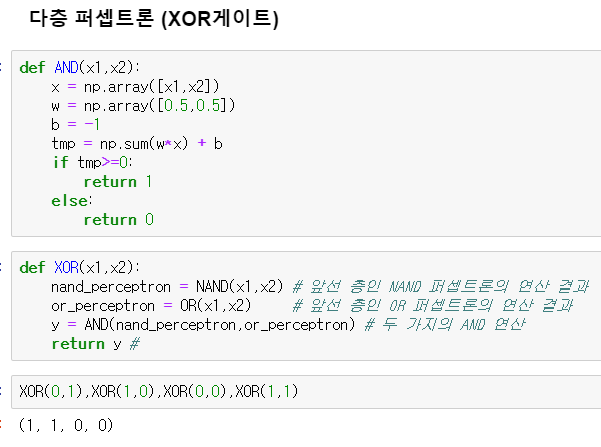 다층 퍼셉트론 (XOR게이트)
def AND(x1,x2):
    x = np.array([x1,x2])
    w = np.array([0.5,0.5])
    b = -1
    tmp = np.sum(w*x) + b
    if tmp>=0:
        return 1
    else:
        return 0
def XOR(x1,x2):
    nand_perceptron = NAND(x1,x2) # 앞선 층인 NAND 퍼셉트론의 연산 결과
    or_perceptron = OR(x1,x2)     # 앞선 층인 OR 퍼셉트론의 연산 결과
    y = AND(nand_perceptron,or_perceptron) # 두 가지의 AND 연산
    return y #
XOR(0,1),XOR(1,0),XOR(0,0),XOR(1,1)
(1, 1, 0, 0)